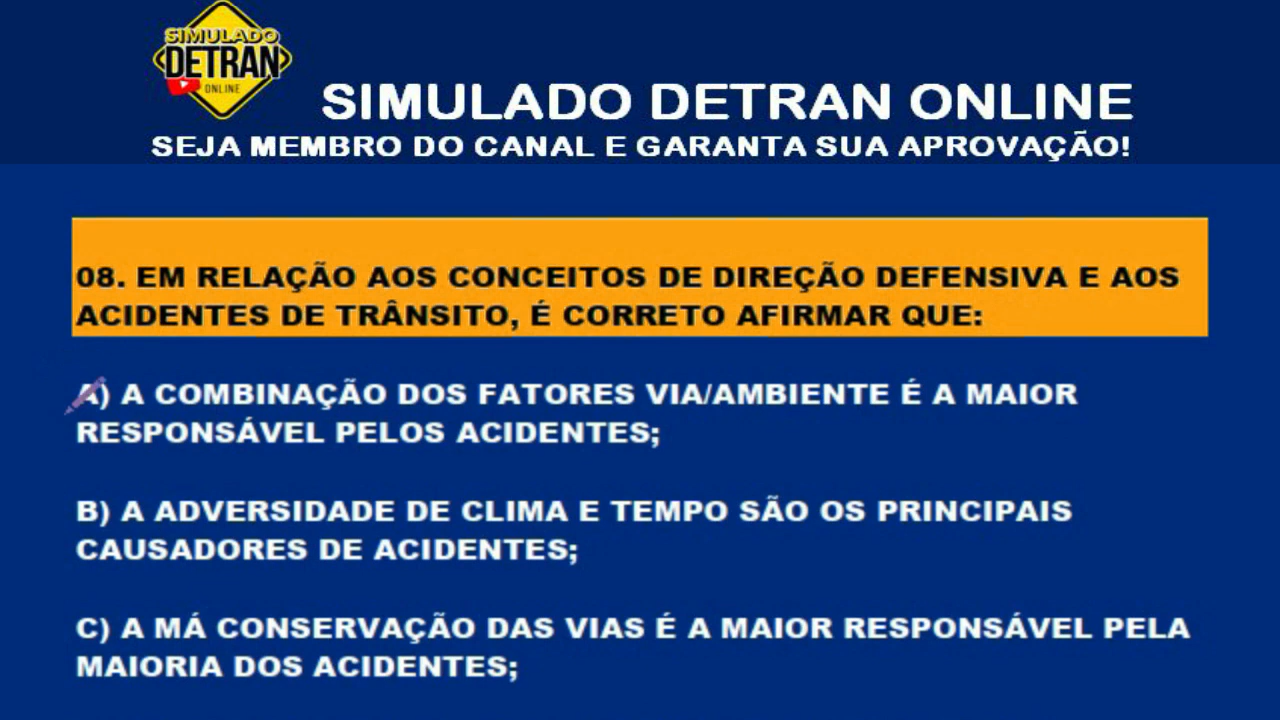 SIMULADO
DETRAN
ONLINE
SIMULADO DETRAN ONLINE
SEJA MEMBRO DO CANAL E GARANTA SUA APROVAÇÃO!
08. EM RELAÇÃO AOS CONCEITOS DE DIREÇÃO DEFENSIVA E AOS
ACIDENTES DE TRÂNSITO, É CORRETO AFIRMAR QUE:
A) A COMBINAÇÃO DOS FATORES VIA/AMBIENTE É A MAIOR
RESPONSÁVEL PELOS ACIDENTES;
B) A ADVERSIDADE DE CLIMA E TEMPO SÃO OS PRINCIPAIS
CAUSADORES DE ACIDENTES;
C) A MÁ CONSERVAÇÃO DAS VIAS É A MAIOR RESPONSÁVEL PELA
MAIORIA DOS ACIDENTES;